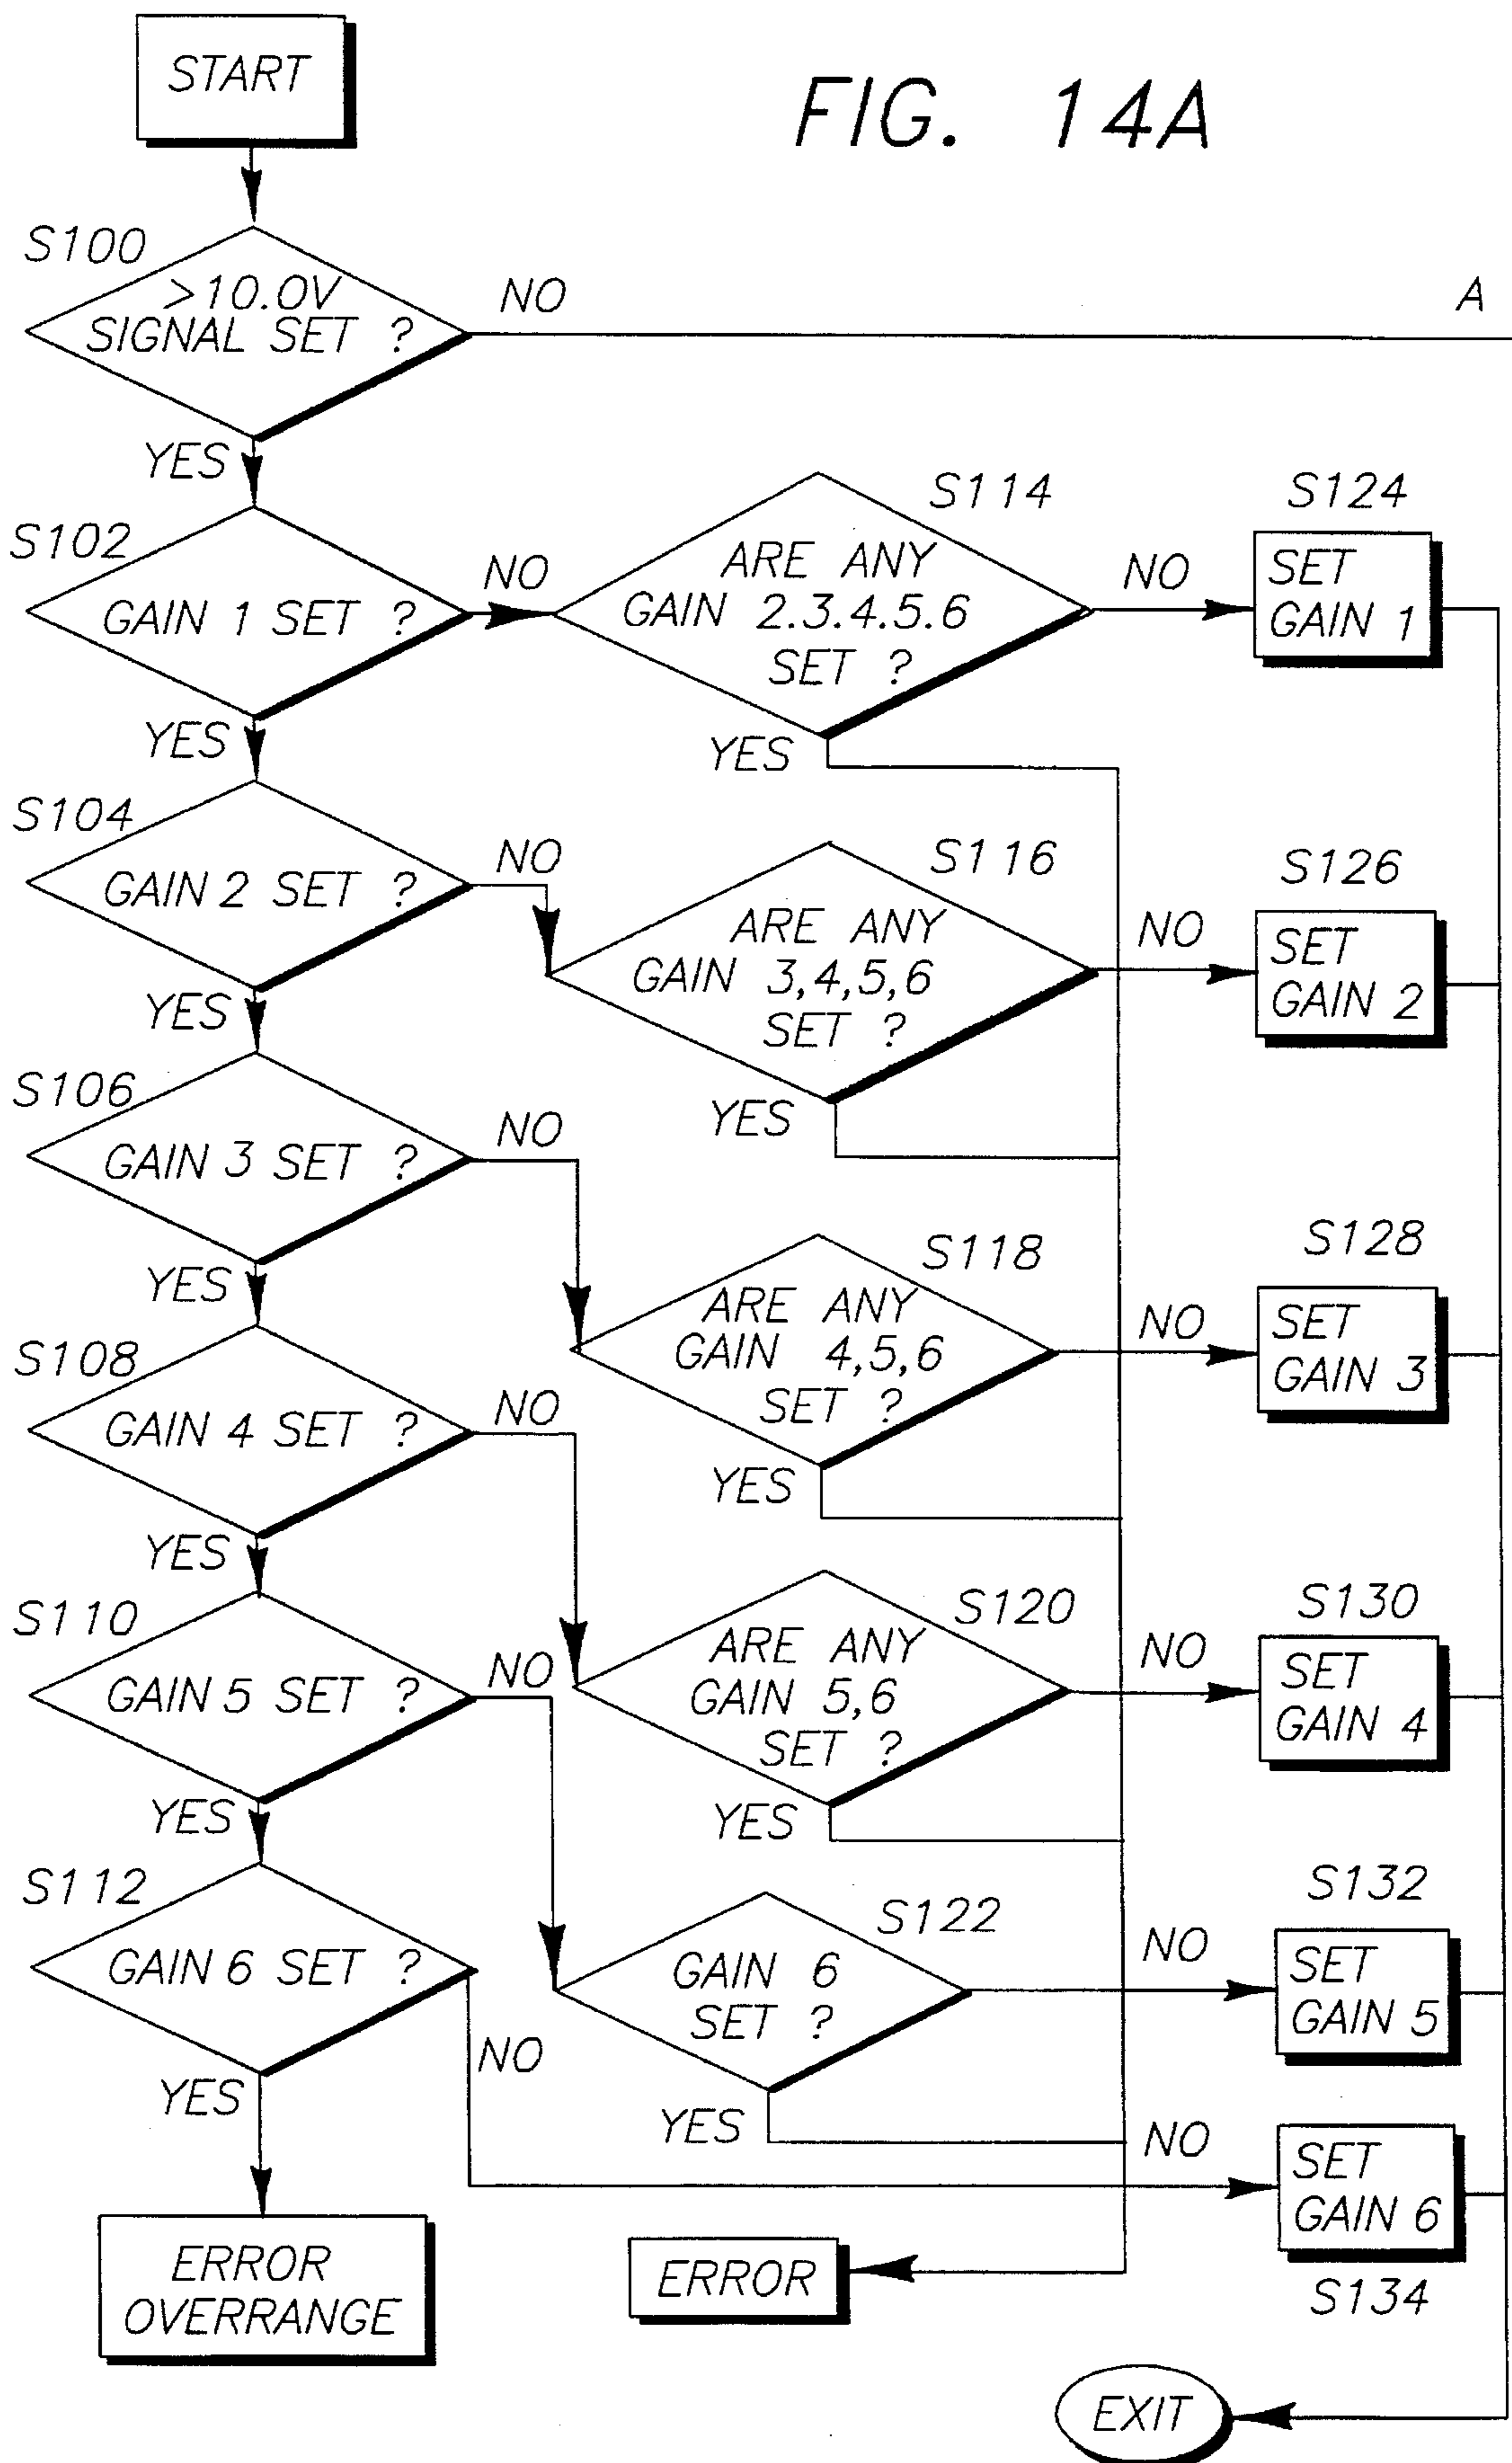 START
FIG. 14A
S100
>10.0V
SIGNAL SET ?
NO
A
YES
S102
GAIN 1 SET ?
NO
S114
ARE ANY
GAIN 2.3.4.5.6
SET ?
NO
S124
SET
GAIN 1
YES
YES
S104
GAIN 2 SET ?
NO
S116
ARE ANY
GAIN 3,4,5,6
SET ?
NO
S126
SET
GAIN 2
YES
YES
S106
GAIN 3 SET ?
NO
S118
ARE ANY
GAIN 4,5,6
SET ?
NO
S128
SET
GAIN 3
YES
YES
S108
GAIN 4 SET ?
NO
S120
ARE ANY
GAIN 5,6
SET ?
NO
S130
SET
GAIN 4
YES
YES
S110
GAIN 5 SET ?
NO
S122
GAIN 6
SET ?
NO
S132
SET
GAIN 5
YES
YES
S112
GAIN 6 SET ?
NO
NO
SET
GAIN 6
S134
YES
ERROR
OVERRANGE
ERROR
EXIT